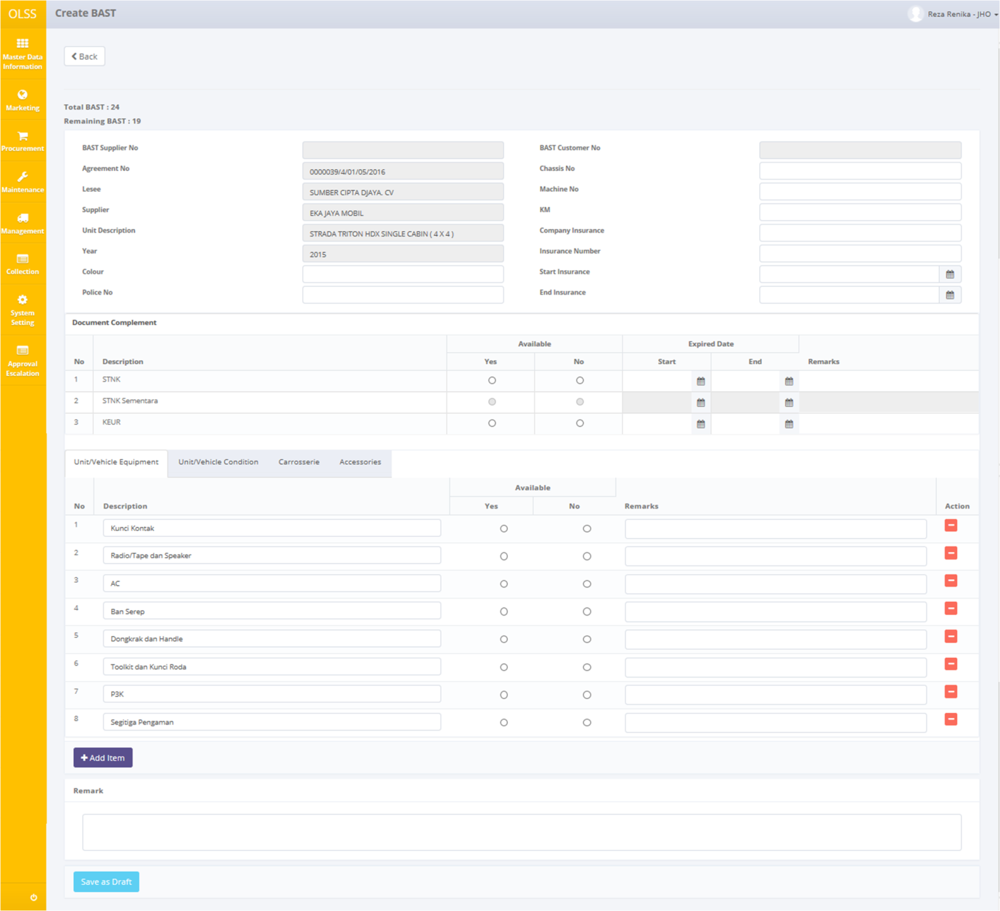 OLSS
Create BAST
Reza Renika - JHO
Master Data
Information
Marketing
Procurement
Maintenance
Management
Collection
System
Setting
Approval
Escalation
Back
Total BAST : 24
Remaining BAST : 19
BAST Supplier No
BAST Customer No
Agreement No 0000039/4/01/05/2016
Chassis No
Lesee SUMBER CIPTA DJAYA. CV
Machine No
Supplier EKA JAYA MOBIL
KM
Unit Description STRADA TRITON HDX SINGLE CABIN ( 4 X 4 )
Company Insurance
Year 2015
Insurance Number
Colour
Start Insurance
Police No
End Insurance
Document Complement
Available Expired Date
No Description Yes No Start End Remarks
1 STNK
2 STNK Sementara
3 KEUR
Unit/Vehicle Equipment Unit/Vehicle Condition Carrosserie Accessories
Available
No Description Yes No Remarks Action
1 Kunci Kontak
2 Radio/Tape dan Speaker
3 AC
4 Ban Serep
5 Dongkrak dan Handle
6 Toolkit dan Kunci Roda
7 P3K
8 Segitiga Pengaman
Add Item
Remark
Save as Draft